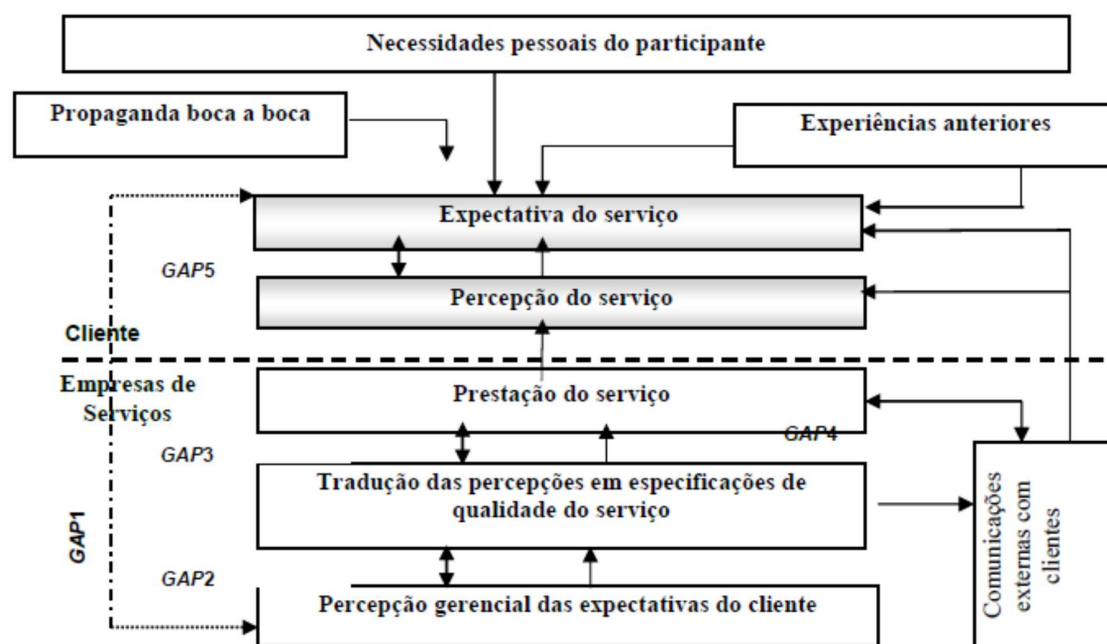 Necessidades pessoais do participante
Propaganda boca a boca
Experiências anteriores
Expectativa do serviço
GAP5
Percepção do serviço
Cliente
Empresas de
Serviços
Prestação do serviço
GAP4
GAP3
Tradução das percepções em especificações de
qualidade do serviço
GAP1
GAP2
Percepção gerencial das expectativas do cliente
Comunicações
externas com
clientes